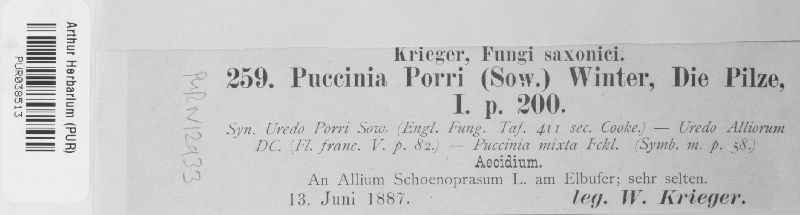 Arthur Herbarium (PUR)
PUR038513
PURN12933
Krieger, Fungi saxonici.
259. Puccinia Porri (Sow.) Winter, Die Pilze,
I. p. 200.
Syn. Uredo Porri Sow. (Engl. Fung. Taf. 411 sec. Cooke.) — Uredo Alliorum
DC. (Fl. franc. V. p. 82.) — Puccinia mixta Fckl. (Symb. m. p. 58.)
Aecidium.
An Allium Schoenoprasum L. am Elbufer; sehr selten.
13. Juni 1887. leg. W. Krieger.